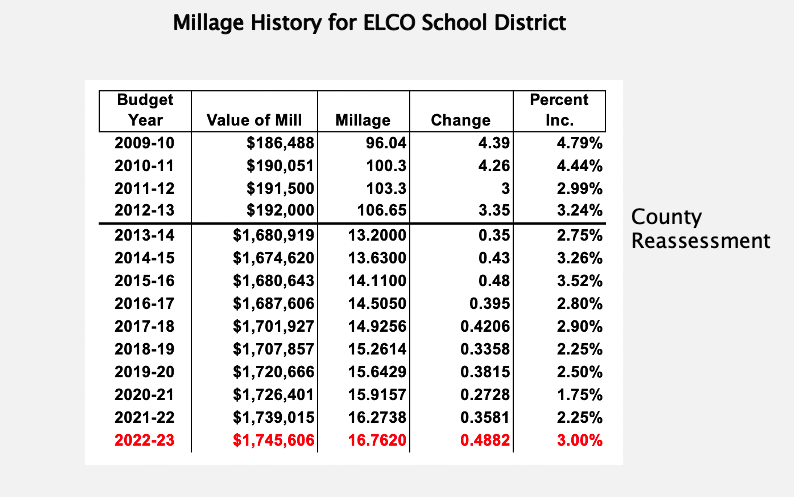 Millage History for ELCO School District
Budget Year Value of Mill Millage Change Percent Inc.
2009-10 $186,488 96.04 4.39 4.79%
2010-11 $190,051 100.3 4.26 4.44%
2011-12 $191,500 103.3 3 2.99%
2012-13 $192,000 106.65 3.35 3.24%
County
Reassessment
2013-14 $1,680,919 13.2000 0.35 2.75%
2014-15 $1,674,620 13.6300 0.43 3.26%
2015-16 $1,680,643 14.1100 0.48 3.52%
2016-17 $1,687,606 14.5050 0.395 2.80%
2017-18 $1,701,927 14.9256 0.4206 2.90%
2018-19 $1,707,857 15.2614 0.3358 2.25%
2019-20 $1,720,666 15.6429 0.3815 2.50%
2020-21 $1,726,401 15.9157 0.2728 1.75%
2021-22 $1,739,015 16.2738 0.3581 2.25%
2022-23 $1,745,606 16.7620 0.4882 3.00%